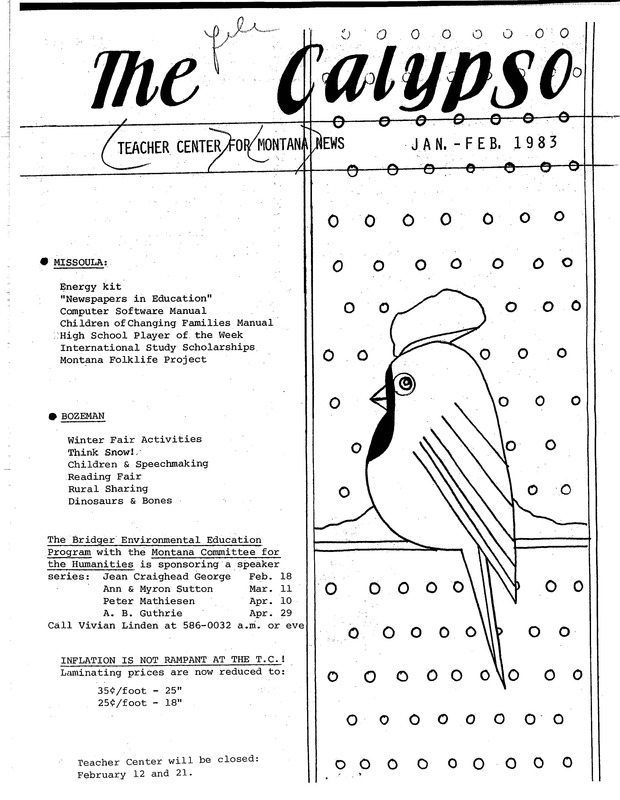 file
The Calypso
TEACHER CENTER FOR MONTANA NEWS JAN.-FEB. 1983
MISSOULA:
Energy kit
"Newspapers in Education"
Computer Software Manual
Children of Changing Families Manual
High School Player of the Week
International Study Scholarships
Montana Folklife Project
BOZEMAN
Winter Fair Activities
Think Snow!
Children & Speechmaking
Reading Fair
Rural Sharing
Dinosaurs & Bones
The Bridger Environmental Education
Program with the Montana Committee for
the Humanities is sponsoring a speaker
series: Jean Craighead George Feb. 18
Ann & Myron Sutton Mar. 11
Peter Mathiesen Apr. 10
A. B. Guthrie Apr. 29
Call Vivian Linden at 586-0032 a.m. or eve
INFLATION IS NOT RAMPANT AT THE T.C.!
Laminating prices are now reduced to:
35¢/foot - 25"
25¢/foot - 18"
Teacher Center will be closed:
February 12 and 21.